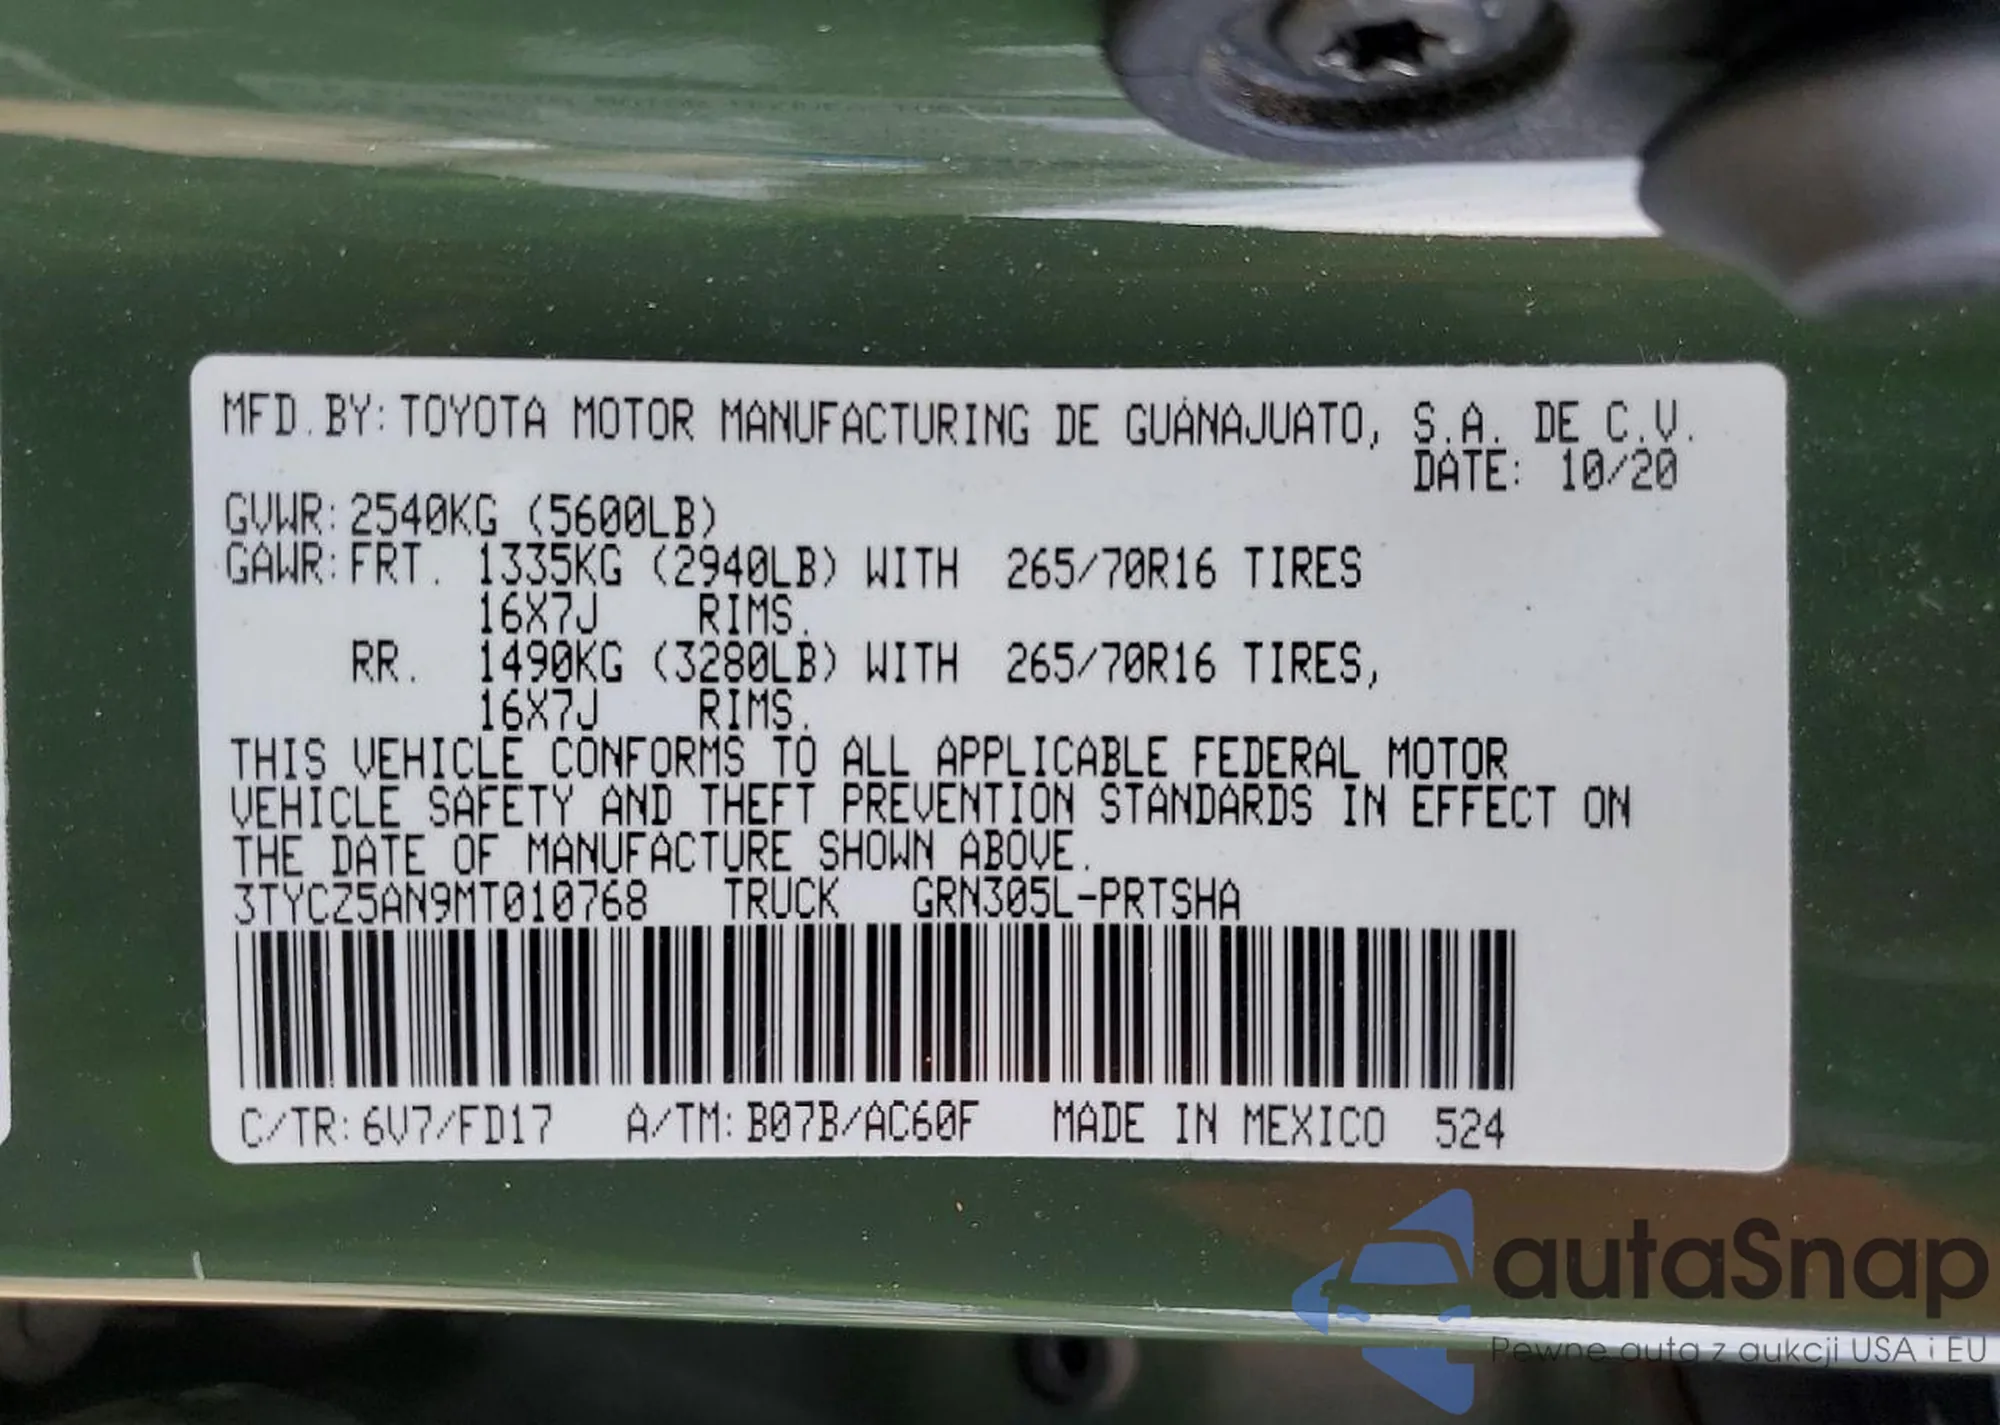 MFD.BY:TOYOTA MOTOR MANUFACTURING DE GUANAJUATO, S.A. DE C.V.
DATE: 10/20
GVWR:2540KG (5600LB)
GAWR:FRT. 1335KG (2940LB) WITH 265/70R16 TIRES
16X7J RIMS.
RR. 1490KG (3280LB) WITH 265/70R16 TIRES,
16X7J RIMS.
THIS VEHICLE CONFORMS TO ALL APPLICABLE FEDERAL MOTOR
VEHICLE SAFETY AND THEFT PREVENTION STANDARDS IN EFFECT ON
THE DATE OF MANUFACTURE SHOWN ABOVE.
3TYCZ5AN9MT010768 TRUCK GRN305L-PRTSHA
C/TR:6V7/FD17 A/TM:B07B/AC60F MADE IN MEXICO 524
autaSnap
Pewne auta z aukcji USA i EU